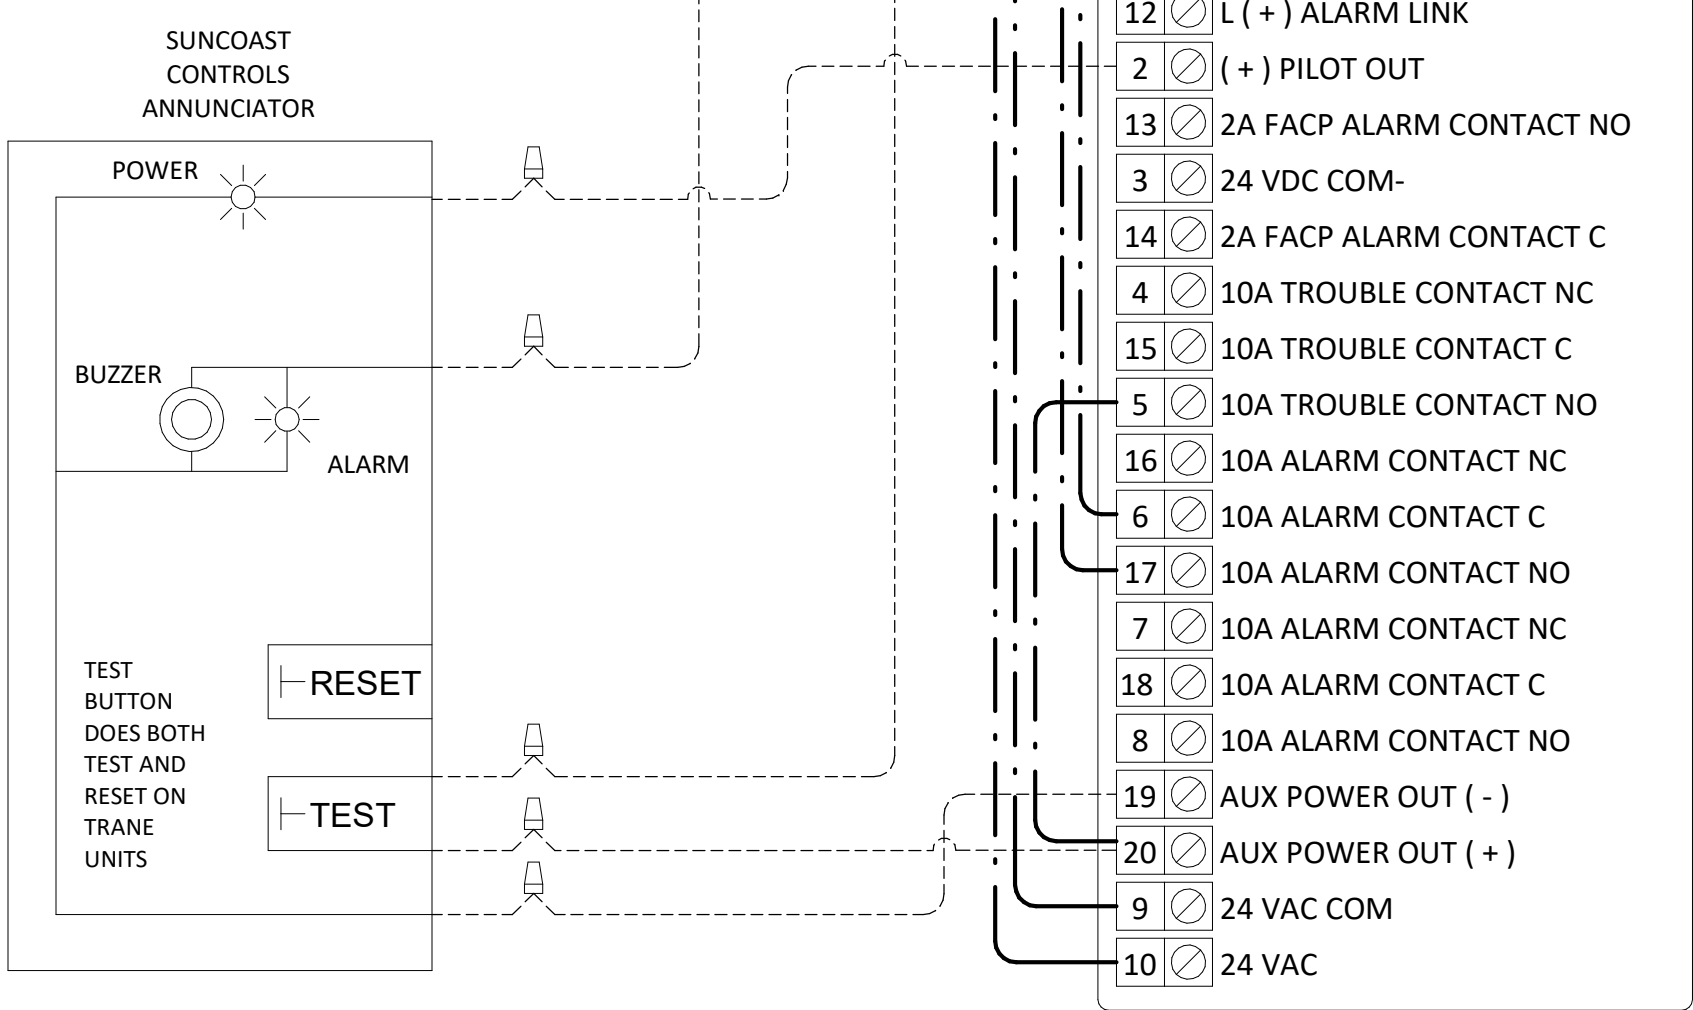 SUNCOAST
CONTROLS
ANNUNCIATOR
POWER
BUZZER
ALARM
RESET
TEST
TEST
BUTTON
DOES BOTH
TEST AND
RESET ON
TRANE
UNITS
12 L ( + ) ALARM LINK
2 ( + ) PILOT OUT
13 2A FACP ALARM CONTACT NO
3 24 VDC COM-
14 2A FACP ALARM CONTACT C
4 10A TROUBLE CONTACT NC
15 10A TROUBLE CONTACT C
5 10A TROUBLE CONTACT NO
16 10A ALARM CONTACT NC
6 10A ALARM CONTACT C
17 10A ALARM CONTACT NO
7 10A ALARM CONTACT NC
18 10A ALARM CONTACT C
8 10A ALARM CONTACT NO
19 AUX POWER OUT ( - )
20 AUX POWER OUT ( + )
9 24 VAC COM
10 24 VAC